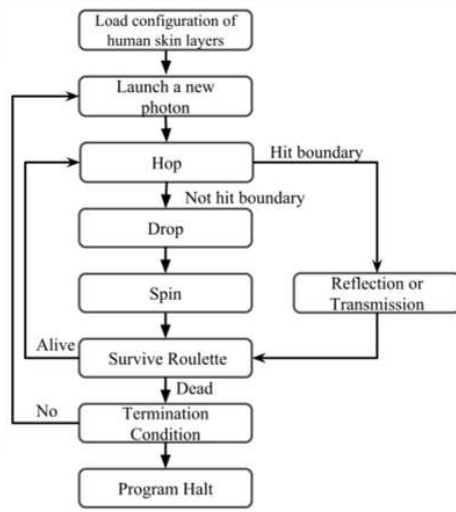 Load configuration of
human skin layers
Launch a new
photon
Hop
Hit boundary
Not hit boundary
Drop
Spin
Reflection or
Transmission
Alive
Survive Roulette
Dead
No
Termination
Condition
Program Halt